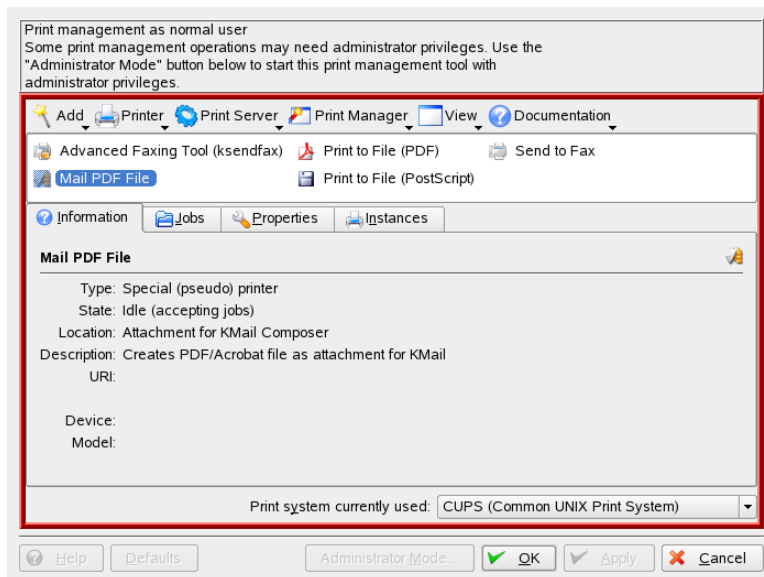 Print management as normal user
Some print management operations may need administrator privileges. Use the
"Administrator Mode" button below to start this print management tool with
administrator privileges.
Add Printer Print Server Print Manager View Documentation
Advanced Faxing Tool (ksendfax) Print to File (PDF) Send to Fax
Mail PDF File Print to File (PostScript)
Information Jobs Properties Instances
Mail PDF File
Type: Special (pseudo) printer
State: Idle (accepting jobs)
Location: Attachment for KMail Composer
Description: Creates PDF/Acrobat file as attachment for KMail
URI:
Device:
Model:
Print system currently used: CUPS (Common UNIX Print System)
Help Defaults Administrator Mode... OK Apply Cancel